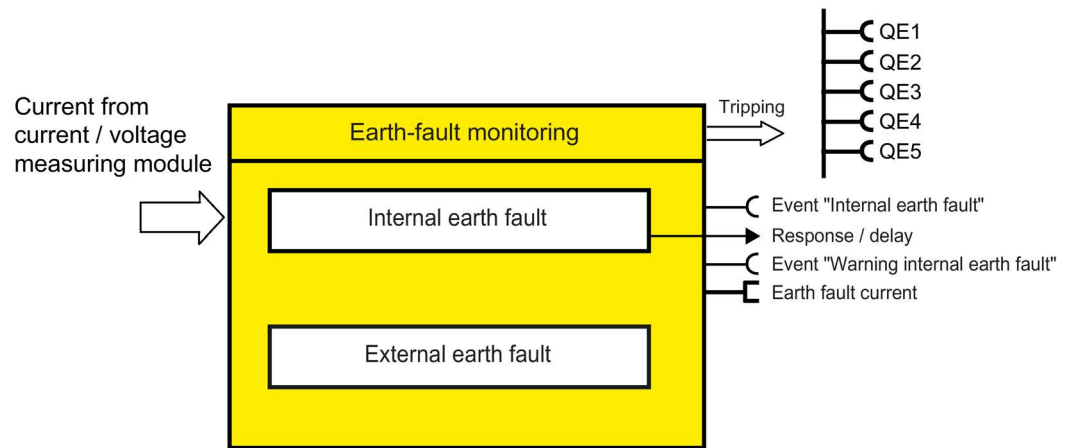 Current from
current / voltage
measuring module
Earth-fault monitoring
Internal earth fault
External earth fault
Tripping
QE1
QE2
QE3
QE4
QE5
Event "Internal earth fault"
Response / delay
Event "Warning internal earth fault"
Earth fault current